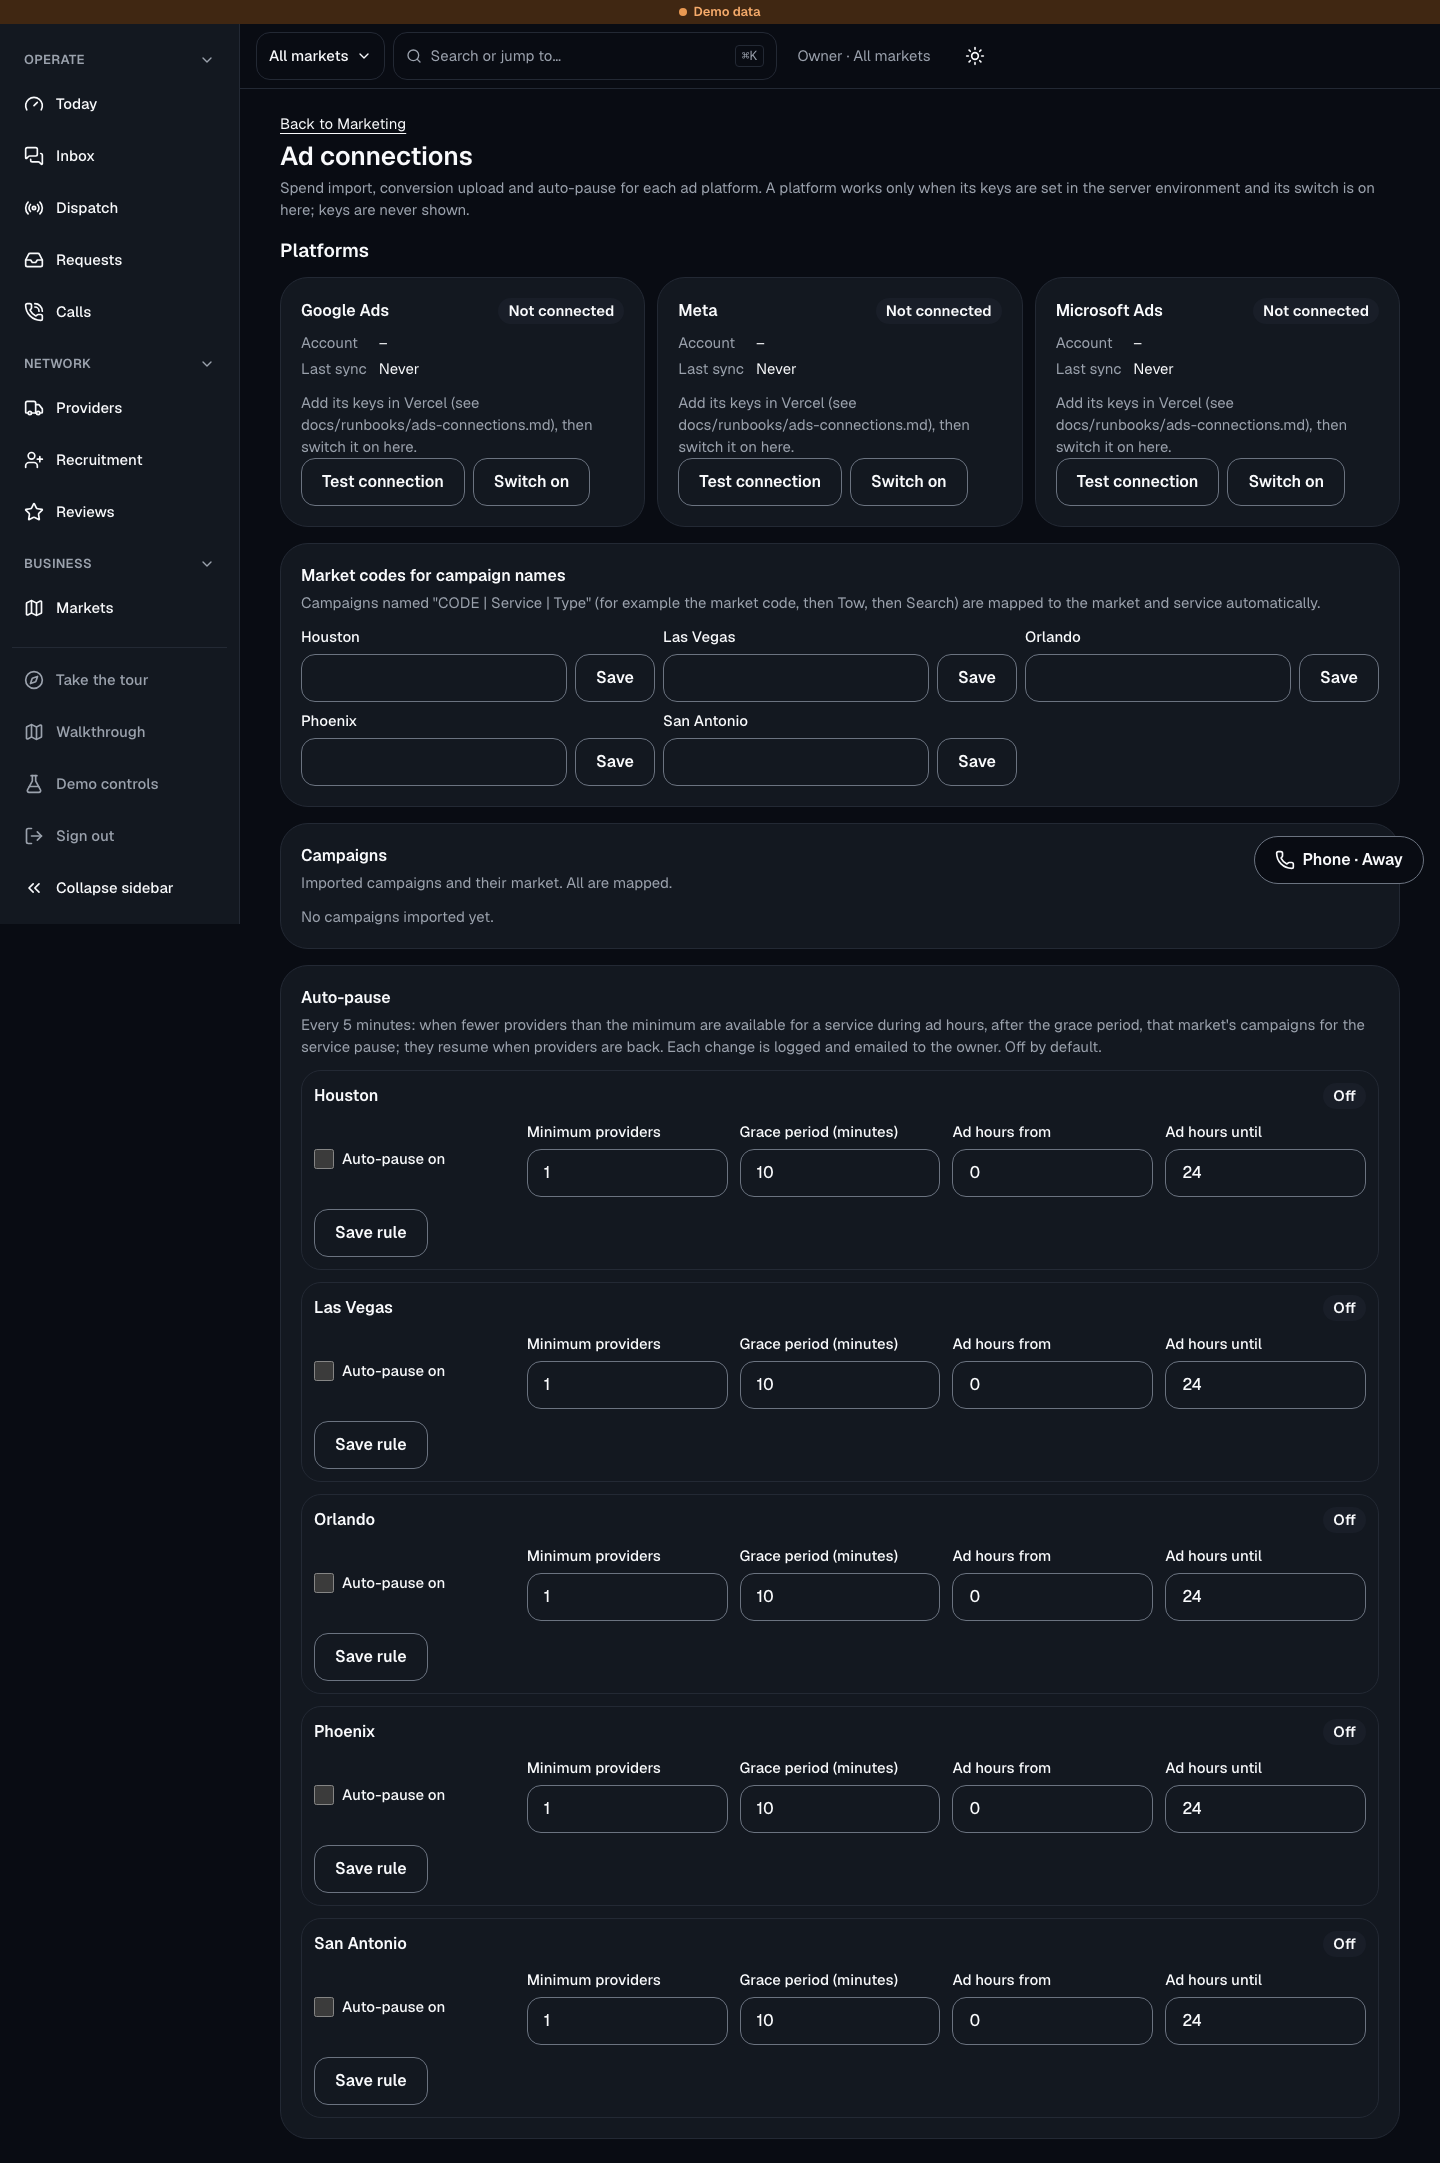 Demo data
OPERATE
Today
Inbox
Dispatch
Requests
Calls
NETWORK
Providers
Recruitment
Reviews
BUSINESS
Markets
Take the tour
Walkthrough
Demo controls
Sign out
Collapse sidebar
All markets
Search or jump to...
⌘K
Owner · All markets
Back to Marketing
Ad connections
Spend import, conversion upload and auto-pause for each ad platform. A platform works only when its keys are set in the server environment and its switch is on
here; keys are never shown.
Platforms
Google Ads
Not connected
Account –
Last sync Never
Add its keys in Vercel (see
docs/runbooks/ads-connections.md), then
switch it on here.
Test connection
Switch on
Meta
Not connected
Account –
Last sync Never
Add its keys in Vercel (see
docs/runbooks/ads-connections.md), then
switch it on here.
Test connection
Switch on
Microsoft Ads
Not connected
Account –
Last sync Never
Add its keys in Vercel (see
docs/runbooks/ads-connections.md), then
switch it on here.
Test connection
Switch on
Market codes for campaign names
Campaigns named "CODE | Service | Type" (for example the market code, then Tow, then Search) are mapped to the market and service automatically.
Houston
Save
Las Vegas
Save
Orlando
Save
Phoenix
Save
San Antonio
Save
Campaigns
Imported campaigns and their market. All are mapped.
No campaigns imported yet.
Phone · Away
Auto-pause
Every 5 minutes: when fewer providers than the minimum are available for a service during ad hours, after the grace period, that market's campaigns for the
service pause; they resume when providers are back. Each change is logged and emailed to the owner. Off by default.
Houston
Off
Auto-pause on
Minimum providers
1
Grace period (minutes)
10
Ad hours from
0
Ad hours until
24
Save rule
Las Vegas
Off
Auto-pause on
Minimum providers
1
Grace period (minutes)
10
Ad hours from
0
Ad hours until
24
Save rule
Orlando
Off
Auto-pause on
Minimum providers
1
Grace period (minutes)
10
Ad hours from
0
Ad hours until
24
Save rule
Phoenix
Off
Auto-pause on
Minimum providers
1
Grace period (minutes)
10
Ad hours from
0
Ad hours until
24
Save rule
San Antonio
Off
Auto-pause on
Minimum providers
1
Grace period (minutes)
10
Ad hours from
0
Ad hours until
24
Save rule